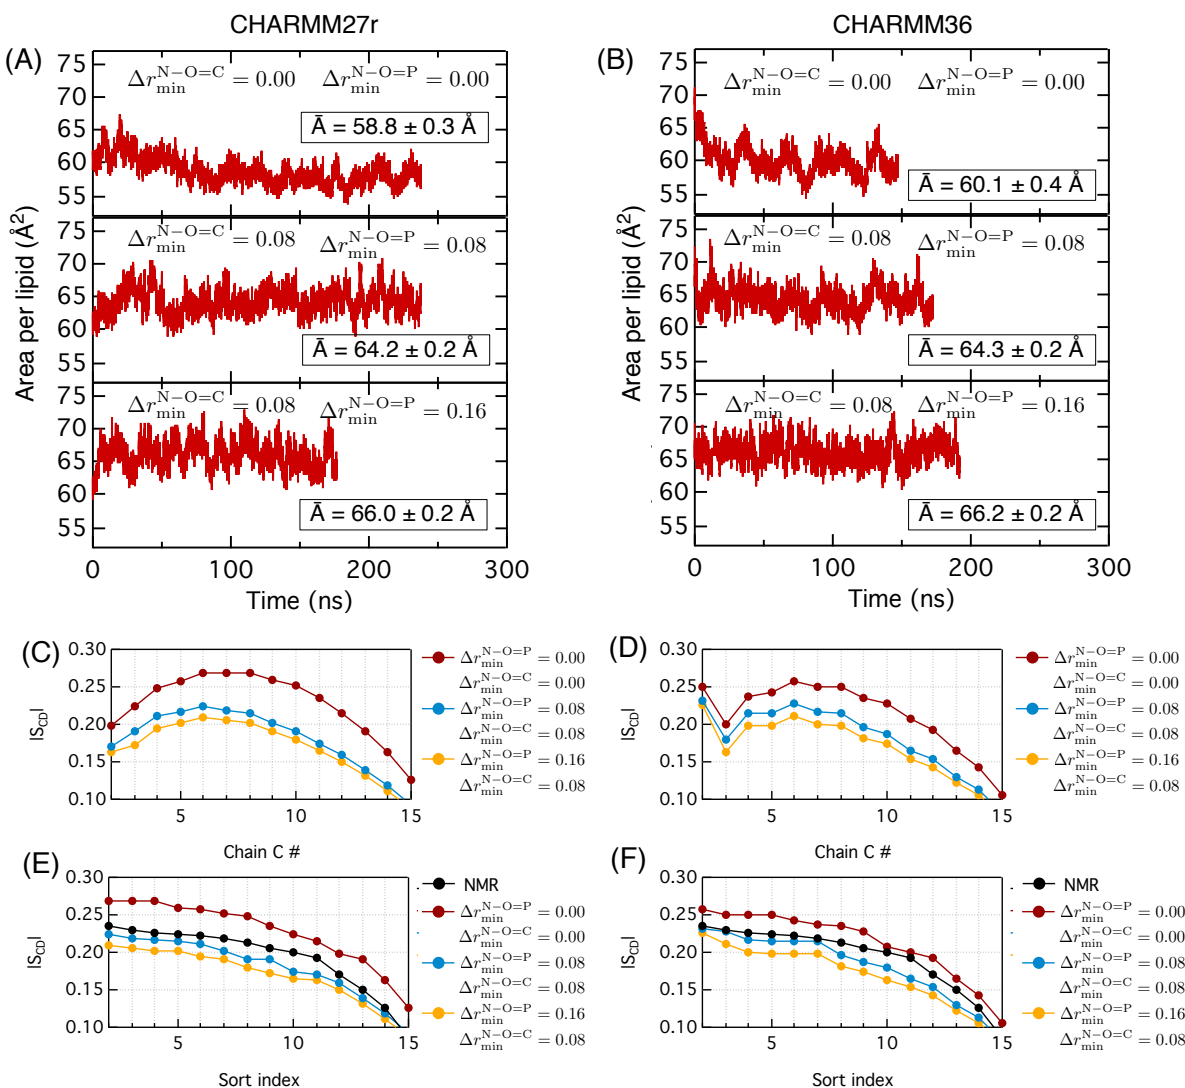 CHARMM27r
CHARMM36
(A)
(B)
Area per lipid (Å²)
75
70
65
60
55
Δr_min^{N−O=C} = 0.00 Δr_min^{N−O=P} = 0.00
Ā = 58.8 ± 0.3 Å
75
70
65
60
55
Δr_min^{N−O=C} = 0.08 Δr_min^{N−O=P} = 0.08
Ā = 64.2 ± 0.2 Å
75
70
65
60
55
Δr_min^{N−O=C} = 0.08 Δr_min^{N−O=P} = 0.16
Ā = 66.0 ± 0.2 Å
0 100 200 300
Time (ns)
Area per lipid (Å²)
75
70
65
60
55
Δr_min^{N−O=C} = 0.00 Δr_min^{N−O=P} = 0.00
Ā = 60.1 ± 0.4 Å
75
70
65
60
55
Δr_min^{N−O=C} = 0.08 Δr_min^{N−O=P} = 0.08
Ā = 64.3 ± 0.2 Å
75
70
65
60
55
Δr_min^{N−O=C} = 0.08 Δr_min^{N−O=P} = 0.16
Ā = 66.2 ± 0.2 Å
0 100 200 300
Time (ns)
(C)
|S_CD|
0.30
0.25
0.20
0.15
0.10
5 10 15
Chain C #
Δr_min^{N−O=P} = 0.00
Δr_min^{N−O=C} = 0.00
Δr_min^{N−O=P} = 0.08
Δr_min^{N−O=C} = 0.08
Δr_min^{N−O=P} = 0.16
Δr_min^{N−O=C} = 0.08
(D)
|S_CD|
0.30
0.25
0.20
0.15
0.10
5 10 15
Chain C #
Δr_min^{N−O=P} = 0.00
Δr_min^{N−O=C} = 0.00
Δr_min^{N−O=P} = 0.08
Δr_min^{N−O=C} = 0.08
Δr_min^{N−O=P} = 0.16
Δr_min^{N−O=C} = 0.08
(E)
|S_CD|
0.30
0.25
0.20
0.15
0.10
5 10 15
Sort index
NMR
Δr_min^{N−O=P} = 0.00
Δr_min^{N−O=C} = 0.00
Δr_min^{N−O=P} = 0.08
Δr_min^{N−O=C} = 0.08
Δr_min^{N−O=P} = 0.16
Δr_min^{N−O=C} = 0.08
(F)
|S_CD|
0.30
0.25
0.20
0.15
0.10
5 10 15
Sort index
NMR
Δr_min^{N−O=P} = 0.00
Δr_min^{N−O=C} = 0.00
Δr_min^{N−O=P} = 0.08
Δr_min^{N−O=C} = 0.08
Δr_min^{N−O=P} = 0.16
Δr_min^{N−O=C} = 0.08